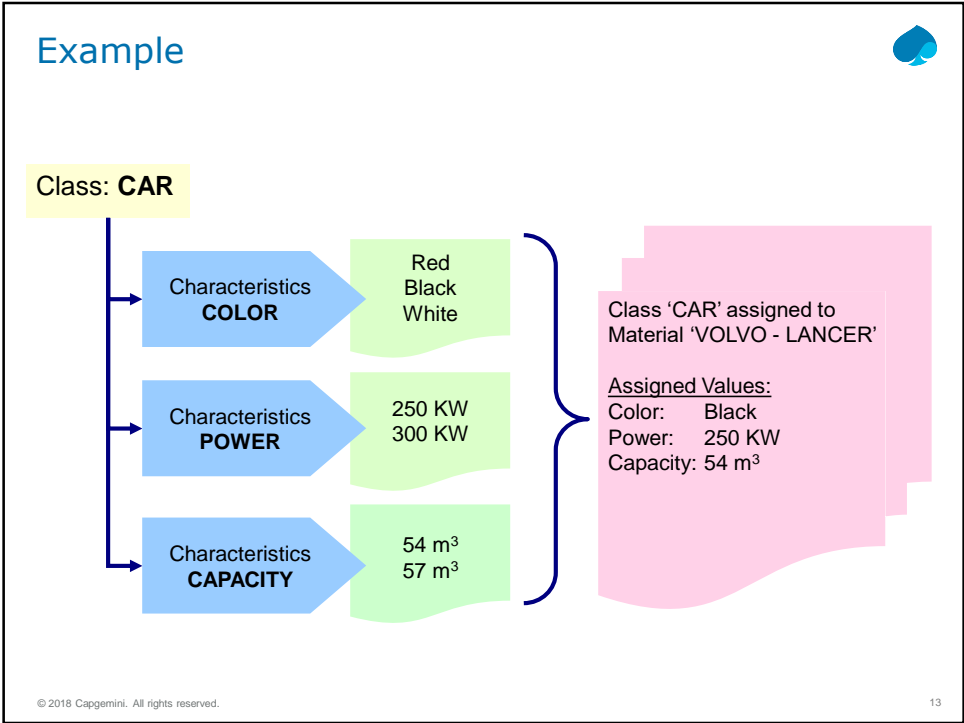 Example
Class: CAR
Characteristics
COLOR
Red
Black
White
Characteristics
POWER
250 KW
300 KW
Characteristics
CAPACITY
54 m³
57 m³
Class ‘CAR’ assigned to
Material ‘VOLVO - LANCER’
Assigned Values:
Color: Black
Power: 250 KW
Capacity: 54 m³
© 2018 Capgemini. All rights reserved.
13